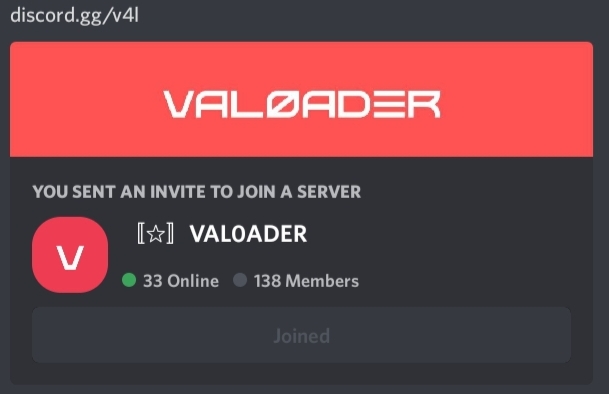 discord.gg/v4l
VALØADER
YOU SENT AN INVITE TO JOIN A SERVER
V
〚☆〛 VAL0ADER
33 Online 138 Members
Joined